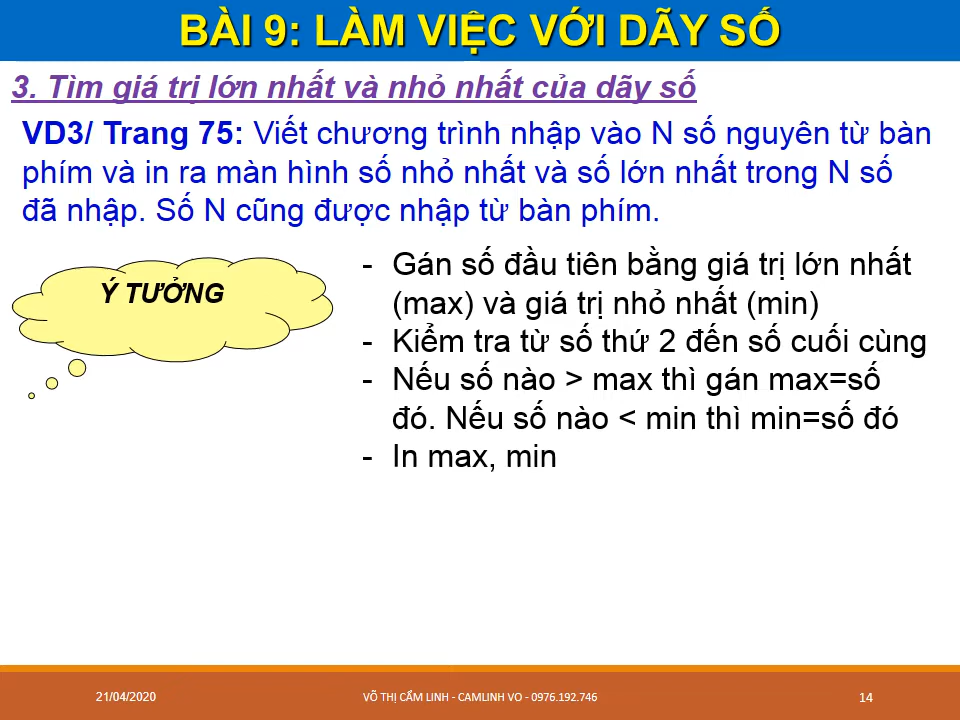 BÀI 9: LÀM VIỆC VỚI DÃY SỐ
3. Tìm giá trị lớn nhất và nhỏ nhất của dãy số
VD3/ Trang 75: Viết chương trình nhập vào N số nguyên từ bàn
phím và in ra màn hình số nhỏ nhất và số lớn nhất trong N số
đã nhập. Số N cũng được nhập từ bàn phím.
Ý TƯỞNG
- Gán số đầu tiên bằng giá trị lớn nhất
(max) và giá trị nhỏ nhất (min)
- Kiểm tra từ số thứ 2 đến số cuối cùng
- Nếu số nào > max thì gán max=số
đó. Nếu số nào < min thì min=số đó
- In max, min
21/04/2020
VÕ THỊ CẨM LINH - CAMLINH VO - 0976.192.746
14